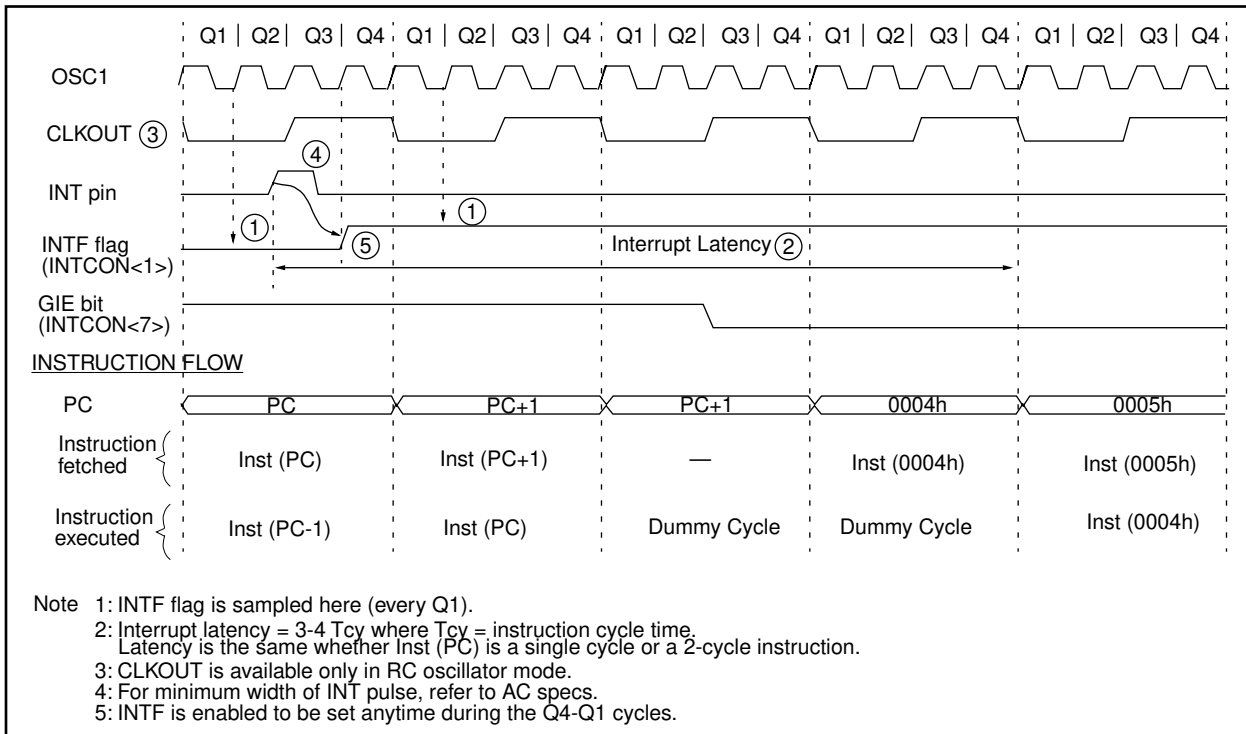 Q1 | Q2 | Q3 | Q4 Q1 | Q2 | Q3 | Q4 Q1 | Q2 | Q3 | Q4 Q1 | Q2 | Q3 | Q4 Q1 | Q2 | Q3 | Q4
OSC1
CLKOUT 3
4
INT pin
1 1
INTF flag 5 Interrupt Latency 2
(INTCON<1>)
GIE bit
(INTCON<7>)
INSTRUCTION FLOW
PC PC PC+1 PC+1 0004h 0005h
Instruction
fetched Inst (PC) Inst (PC+1) — Inst (0004h) Inst (0005h)
Instruction
executed Inst (PC-1) Inst (PC) Dummy Cycle Dummy Cycle Inst (0004h)
Note 1: INTF flag is sampled here (every Q1).
2: Interrupt latency = 3-4 Tcy where Tcy = instruction cycle time.
Latency is the same whether Inst (PC) is a single cycle or a 2-cycle instruction.
3: CLKOUT is available only in RC oscillator mode.
4: For minimum width of INT pulse, refer to AC specs.
5: INTF is enabled to be set anytime during the Q4-Q1 cycles.